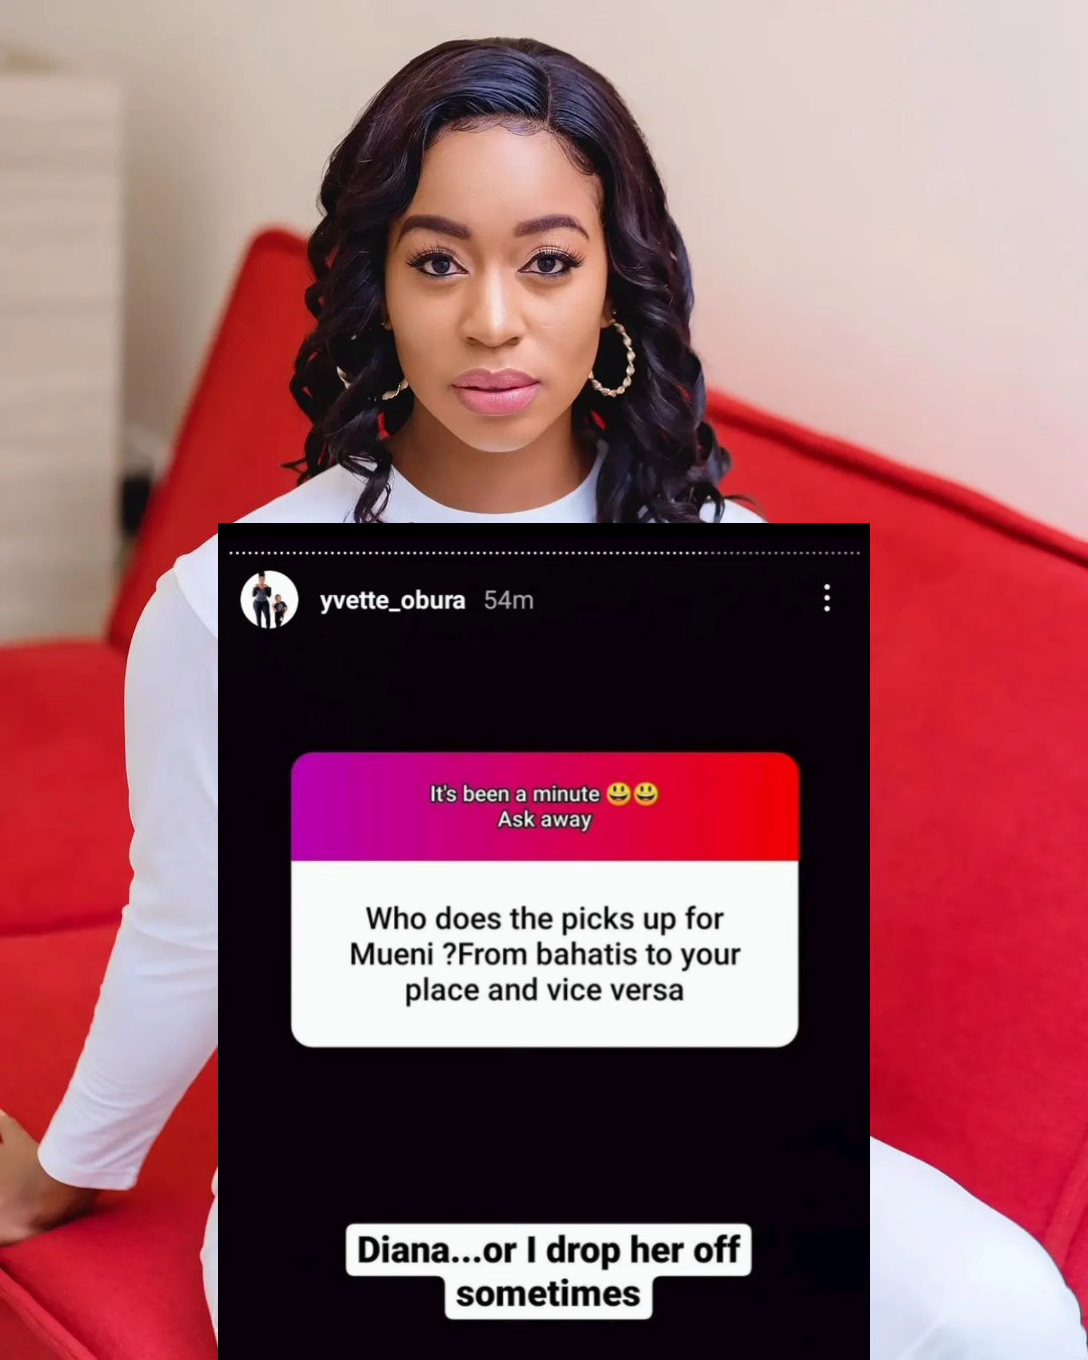 yvette_obura 54m
It's been a minute 😃😃
Ask away
Who does the picks up for
Mueni ?From bahatis to your
place and vice versa
Diana...or I drop her off
sometimes